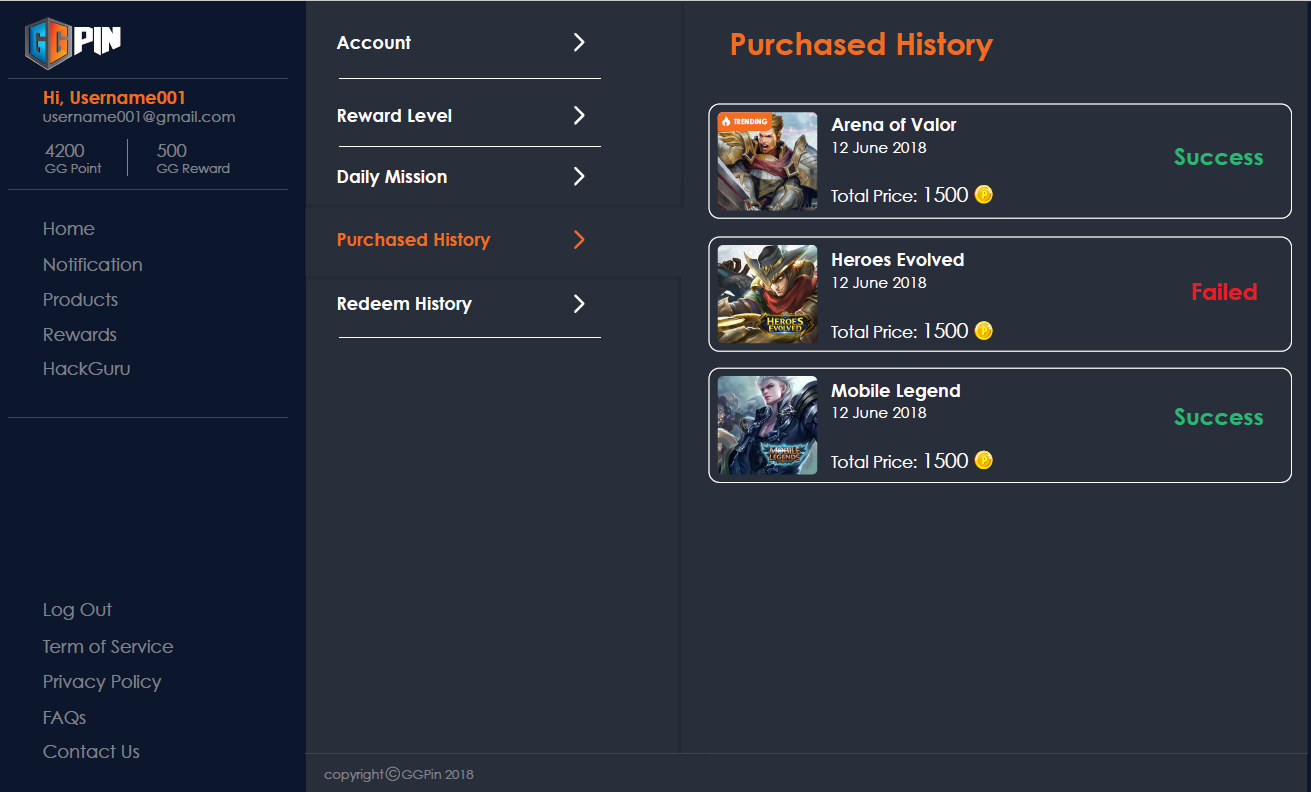 GGPIN
Hi, Username001
username001@gmail.com
4200
GG Point
500
GG Reward
Home
Notification
Products
Rewards
HackGuru
Log Out
Term of Service
Privacy Policy
FAQs
Contact Us
Account
Reward Level
Daily Mission
Purchased History
Redeem History
Purchased History
TRENDING
Arena of Valor
12 June 2018
Total Price: 1500
Success
HEROES
EVOLVED
Heroes Evolved
12 June 2018
Total Price: 1500
Failed
MOBILE
LEGENDS
Mobile Legend
12 June 2018
Total Price: 1500
Success
copyright©GGPin 2018